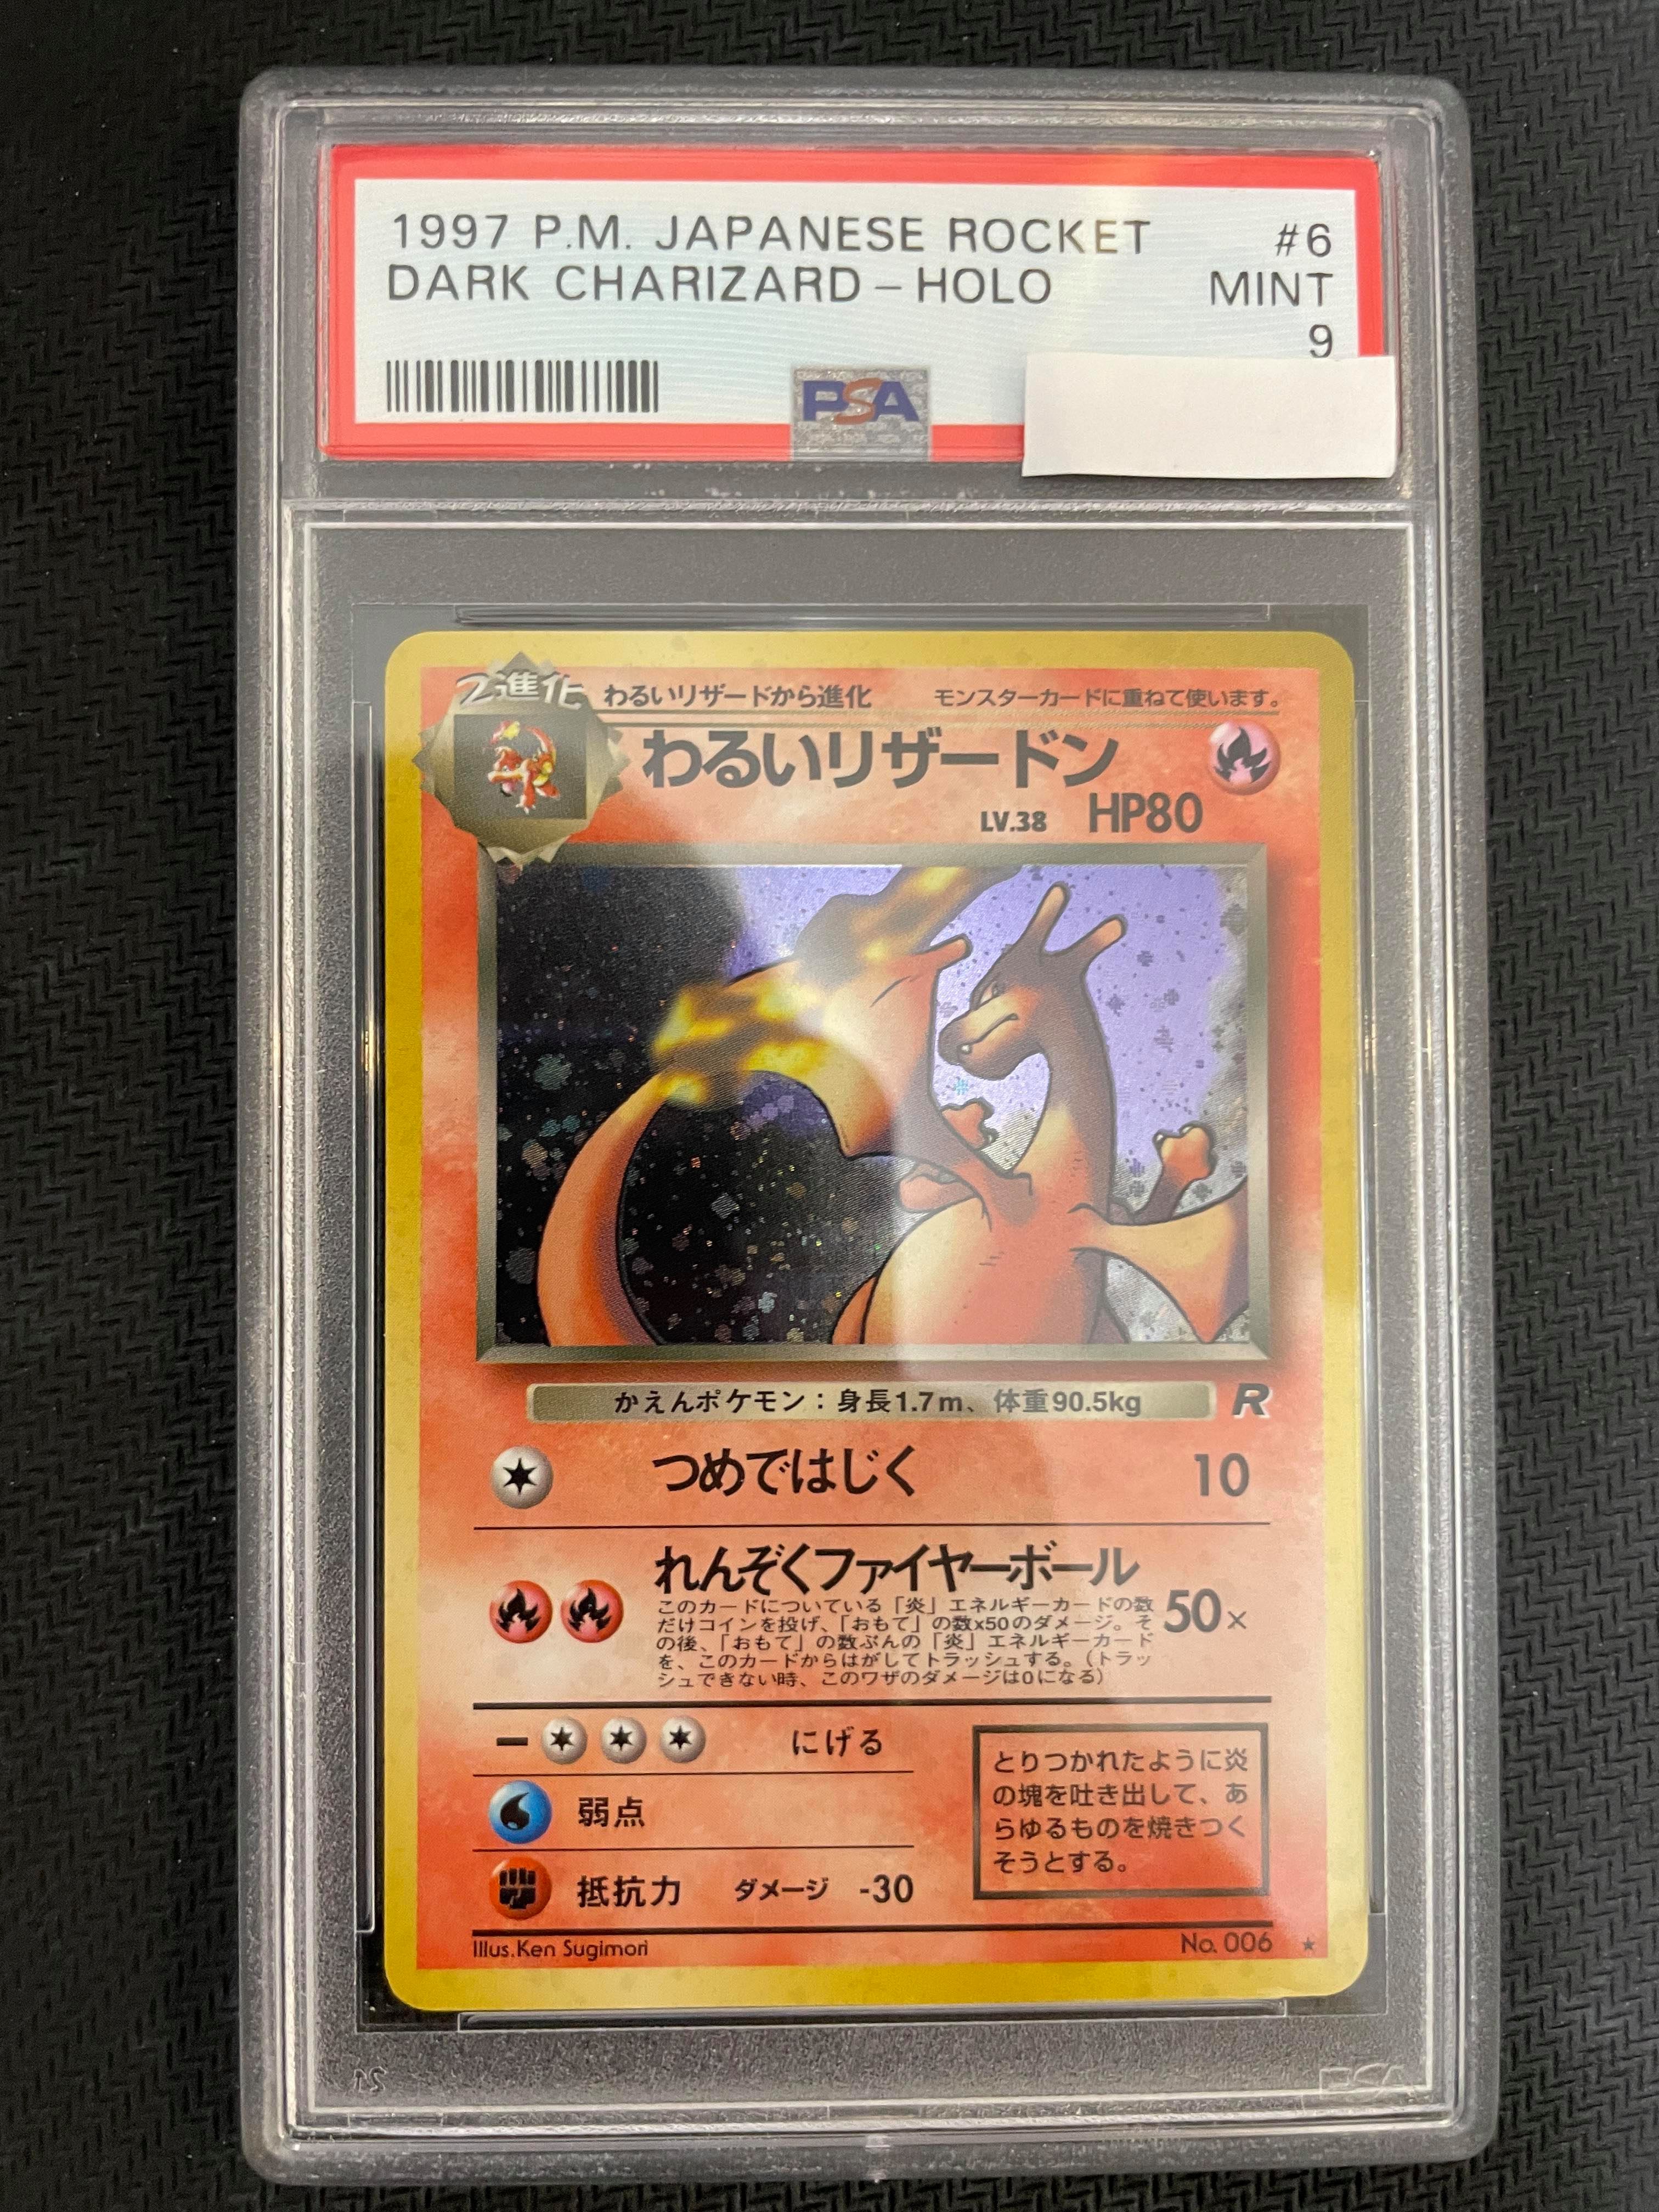 1997 P.M. JAPANESE ROCKET #6
DARK CHARIZARD - HOLO MINT
9
PSA
2進化 わるいリザードから進化 モンスターカードに重ねて使います。
わるいリザードン
LV.38 HP80
かえんポケモン：身長1.7m、体重90.5kg R
つめではじく 10
れんぞくファイヤーボール
このカードについている「炎」エネルギーカードの数
だけコインを投げ、「おもて」の数x50のダメージ。そ
の後、「おもて」の数ぶんの「炎」エネルギーカード
を、このカードからはがしてトラッシュする。（トラッ
シュできない時、このワザのダメージは0になる）
50×
にげる
弱点
抵抗力 ダメージ -30
とりつかれたように炎
の塊を吐き出して、あ
らゆるものを焼きつく
そうとする。
Illus.Ken Sugimori No. 006 ★
PSA